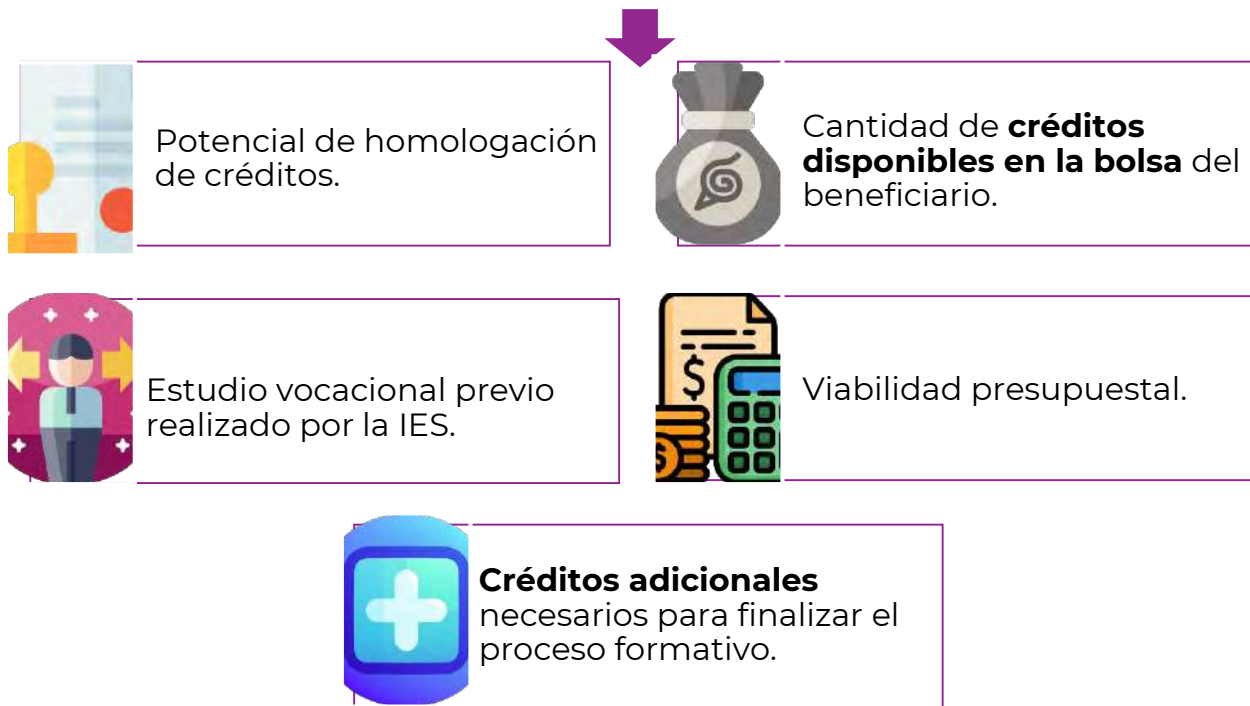 Potencial de homologación
de créditos.
Cantidad de créditos
disponibles en la bolsa del
beneficiario.
Estudio vocacional previo
realizado por la IES.
Viabilidad presupuestal.
Créditos adicionales
necesarios para finalizar el
proceso formativo.